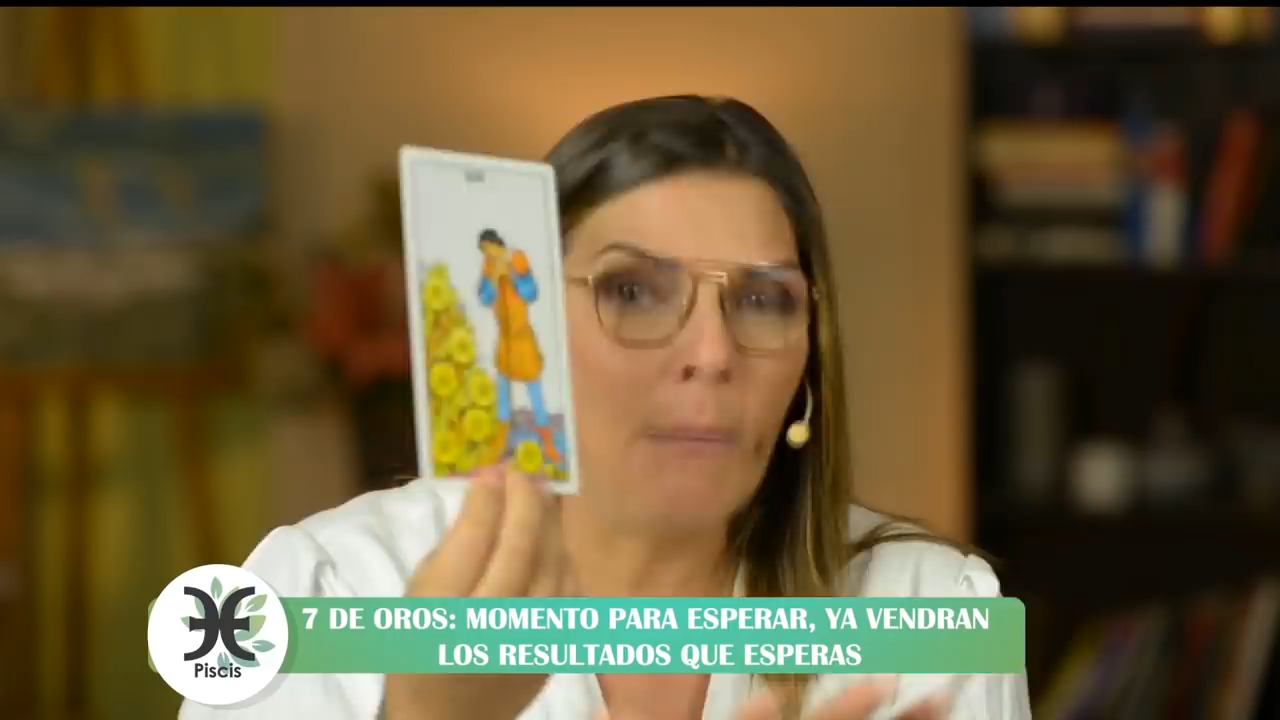 7 DE OROS: MOMENTO PARA ESPERAR, YA VENDRAN
LOS RESULTADOS QUE ESPERAS
Piscis